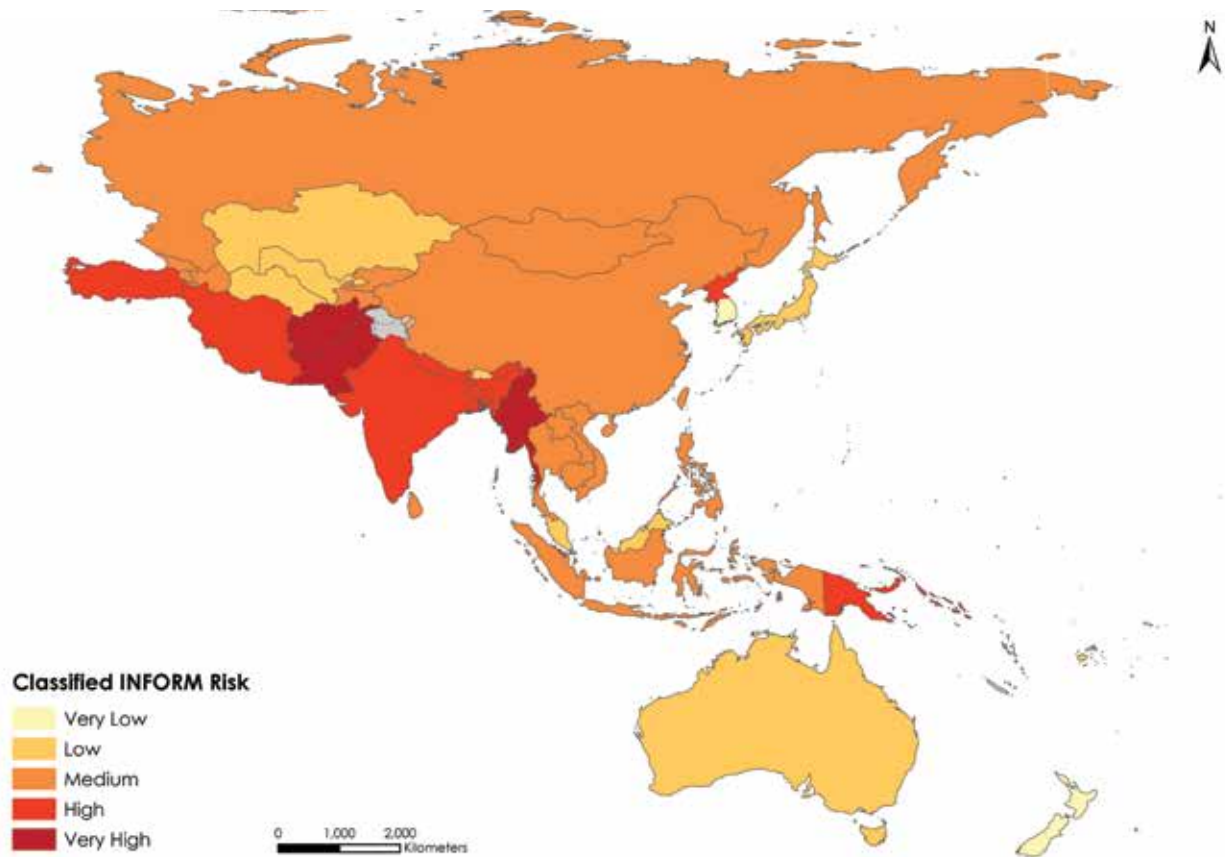 N
Classified INFORM Risk
Very Low
Low
Medium
High
Very High
0 1,000 2,000
Kilometers